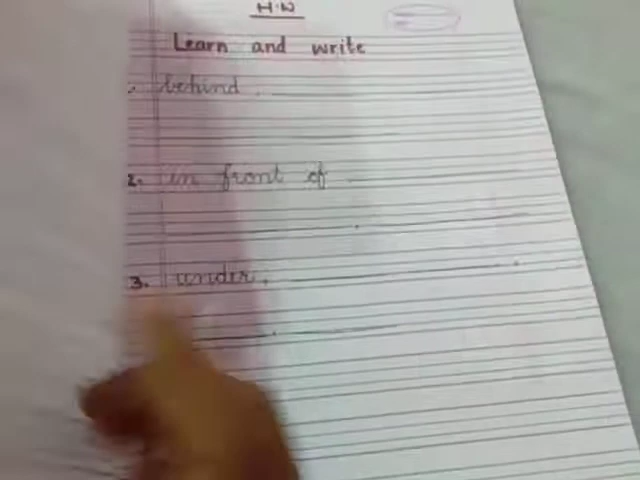 H.W
Learn and write
behind
2. in front of
3. under